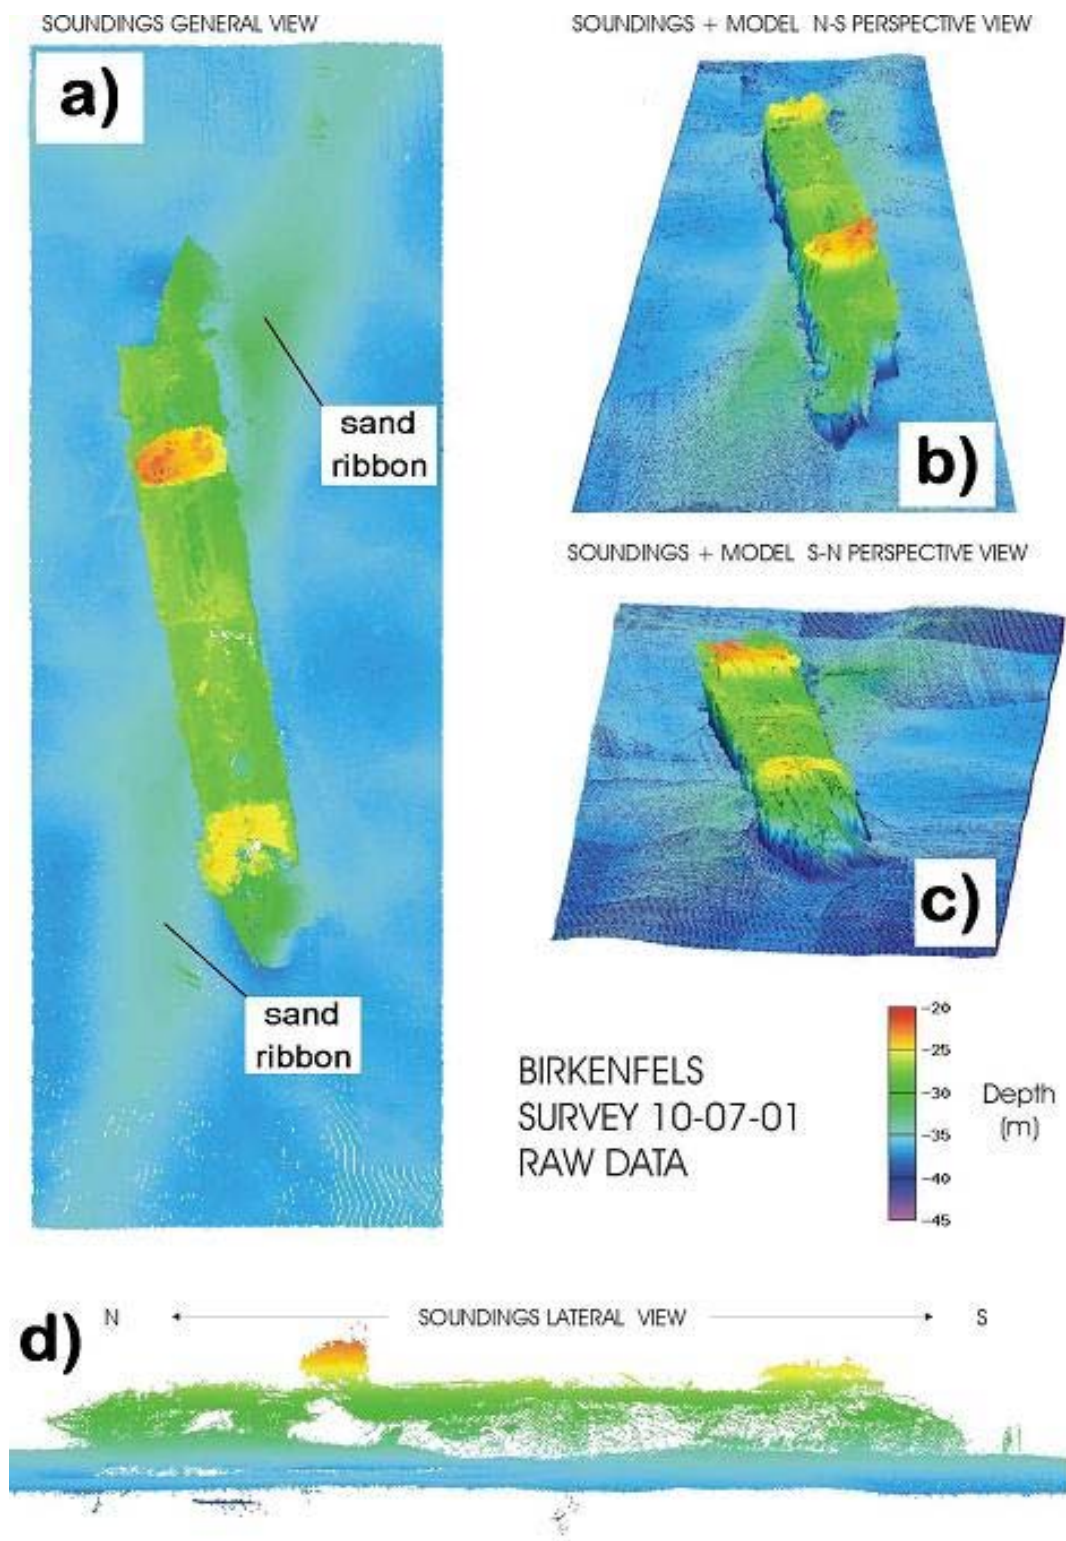 SOUNDINGS GENERAL VIEW
a)
sand
ribbon
sand
ribbon
SOUNDINGS + MODEL N-S PERSPECTIVE VIEW
b)
SOUNDINGS + MODEL S-N PERSPECTIVE VIEW
c)
BIRKENFELS
SURVEY 10-07-01
RAW DATA
-20
-25
-30
-35
-40
-45
Depth
(m)
d)
N SOUNDINGS LATERAL VIEW S